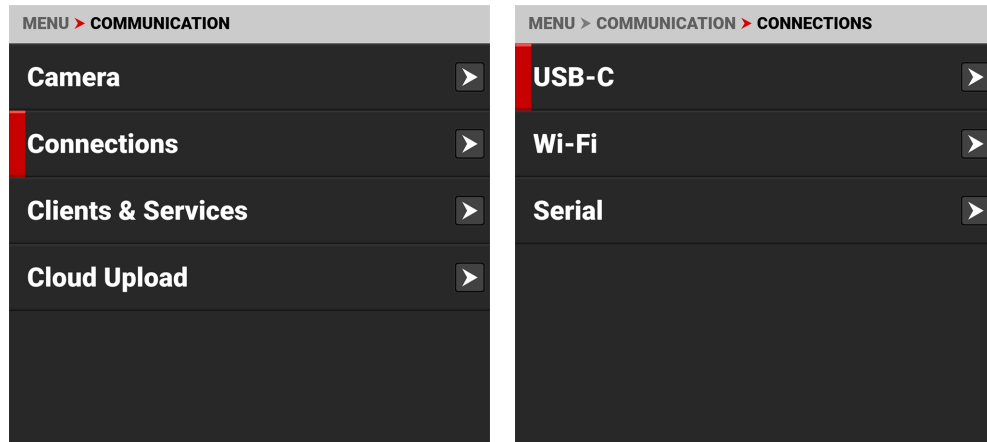 MENU > COMMUNICATION
Camera
Connections
Clients & Services
Cloud Upload
MENU > COMMUNICATION > CONNECTIONS
USB-C
Wi-Fi
Serial